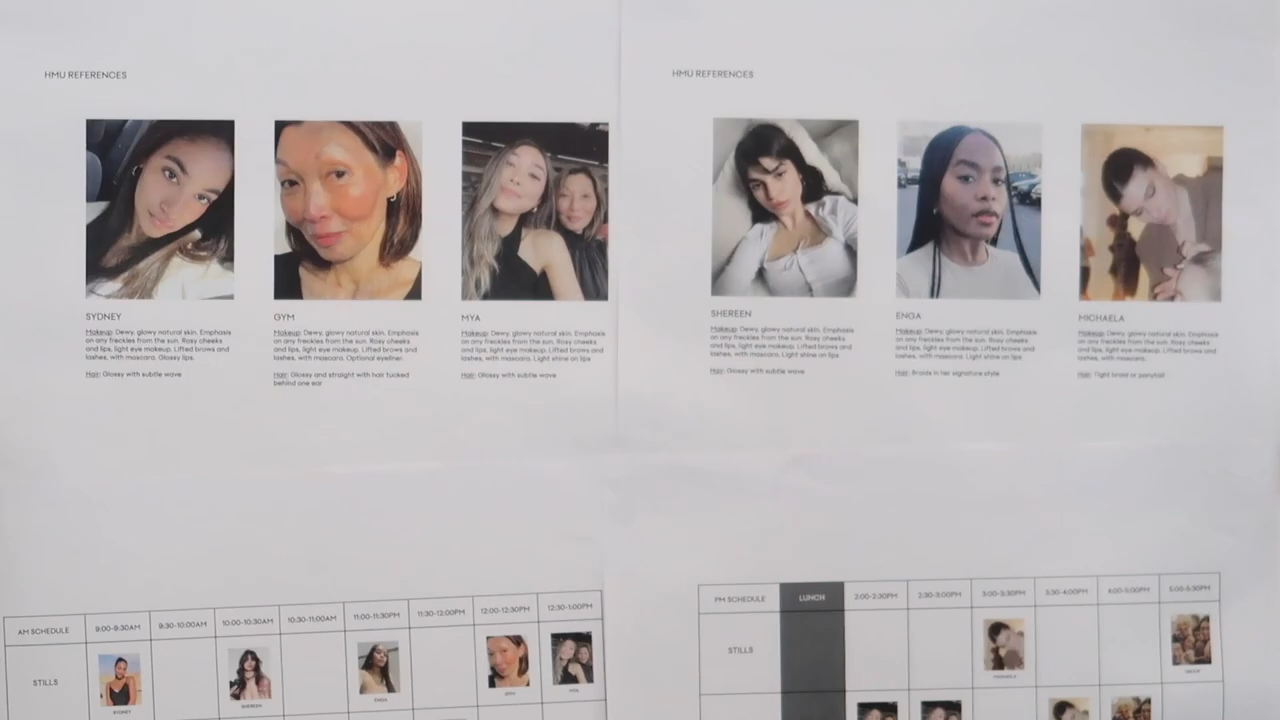 HMU REFERENCES
SYDNEY
Makeup: Dewy, glowy natural skin. Emphasis
on any freckles from the sun. Rosy cheeks
and lips, light eye makeup. Lifted brows and
lashes, with mascara. Glossy lips.
Hair: Glossy with subtle wave
GYM
Makeup: Dewy, glowy natural skin. Emphasis
on any freckles from the sun. Rosy cheeks
and lips, light eye makeup. Lifted brows and
lashes, with mascara. Optional eyeliner.
Hair: Glossy and straight with hair tucked
behind one ear
MYA
Makeup: Dewy, glowy natural skin. Emphasis
on any freckles from the sun. Rosy cheeks
and lips, light eye makeup. Lifted brows and
lashes, with mascara. Light shine on lips
Hair: Glossy with subtle wave
HMU REFERENCES
SHEREEN
Makeup: Dewy, glowy natural skin. Emphasis
on any freckles from the sun. Rosy cheeks
and lips, light eye makeup. Lifted brows and
lashes, with mascara. Light shine on lips
Hair: Glossy with subtle wave
ENGA
Makeup: Dewy, glowy natural skin. Emphasis
on any freckles from the sun. Rosy cheeks
and lips, light eye makeup. Lifted brows and
lashes, with mascara. Light shine on lips
Hair: Braids in her signature style
MICHAELA
Makeup: Dewy, glowy natural skin. Emphasis
on any freckles from the sun. Rosy cheeks
and lips, light eye makeup. Lifted brows and
lashes, with mascara.
Hair: Tight braid or ponytail
AM SCHEDULE 9:00-9:30AM 9:30-10:00AM 10:00-10:30AM 10:30-11:00AM 11:00-11:30PM 11:30-12:00PM 12:00-12:30PM 12:30-1:00PM
STILLS
SYDNEY SHEREEN ENGA GYM MYA
PM SCHEDULE LUNCH 2:00-2:30PM 2:30-3:00PM 3:00-3:30PM 3:30-4:00PM 4:00-5:00PM 5:00-5:30PM
STILLS
MICHAELA